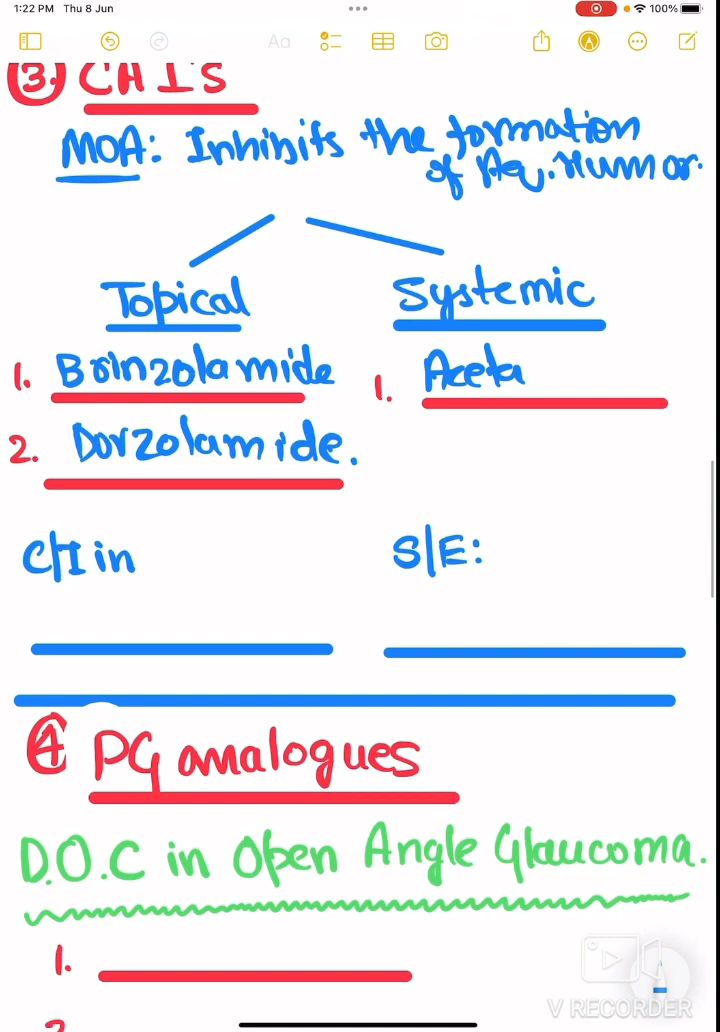 1:22 PM Thu 8 Jun
100%
Aa
3. CAI'S
MOA: Inhibits the formation
of Aq. Humor.
Topical
Systemic
1. Brinzolamide
1. Aceta
2. Dorzolamide.
C/I in
S/E:
4 PG analogues
D.O.C in Open Angle Glaucoma.
1.
2
V RECORDER